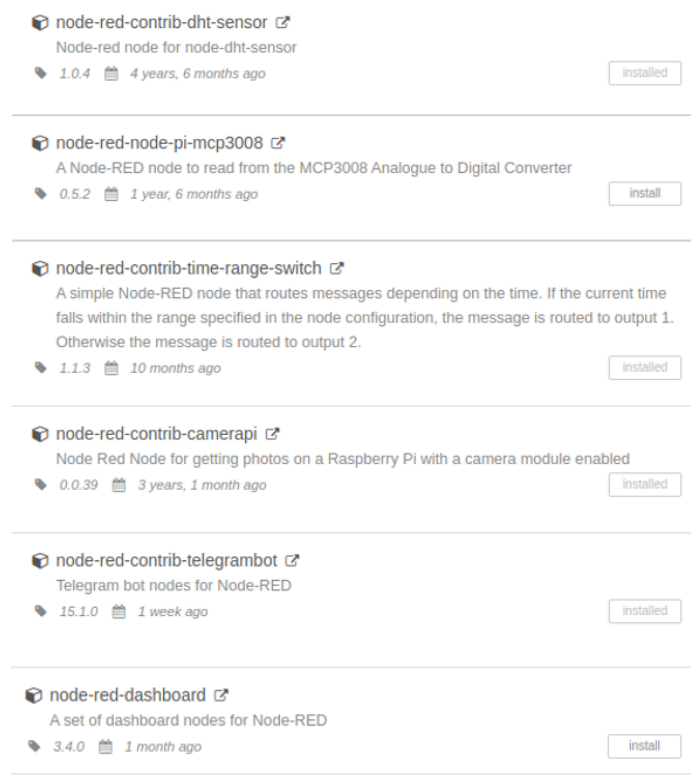 node-red-contrib-dht-sensor
Node-red node for node-dht-sensor
1.0.4 4 years, 6 months ago installed
node-red-node-pi-mcp3008
A Node-RED node to read from the MCP3008 Analogue to Digital Converter
0.5.2 1 year, 6 months ago install
node-red-contrib-time-range-switch
A simple Node-RED node that routes messages depending on the time. If the current time
falls within the range specified in the node configuration, the message is routed to output 1.
Otherwise the message is routed to output 2.
1.1.3 10 months ago installed
node-red-contrib-camerapi
Node Red Node for getting photos on a Raspberry Pi with a camera module enabled
0.0.39 3 years, 1 month ago installed
node-red-contrib-telegrambot
Telegram bot nodes for Node-RED
15.1.0 1 week ago installed
node-red-dashboard
A set of dashboard nodes for Node-RED
3.4.0 1 month ago install